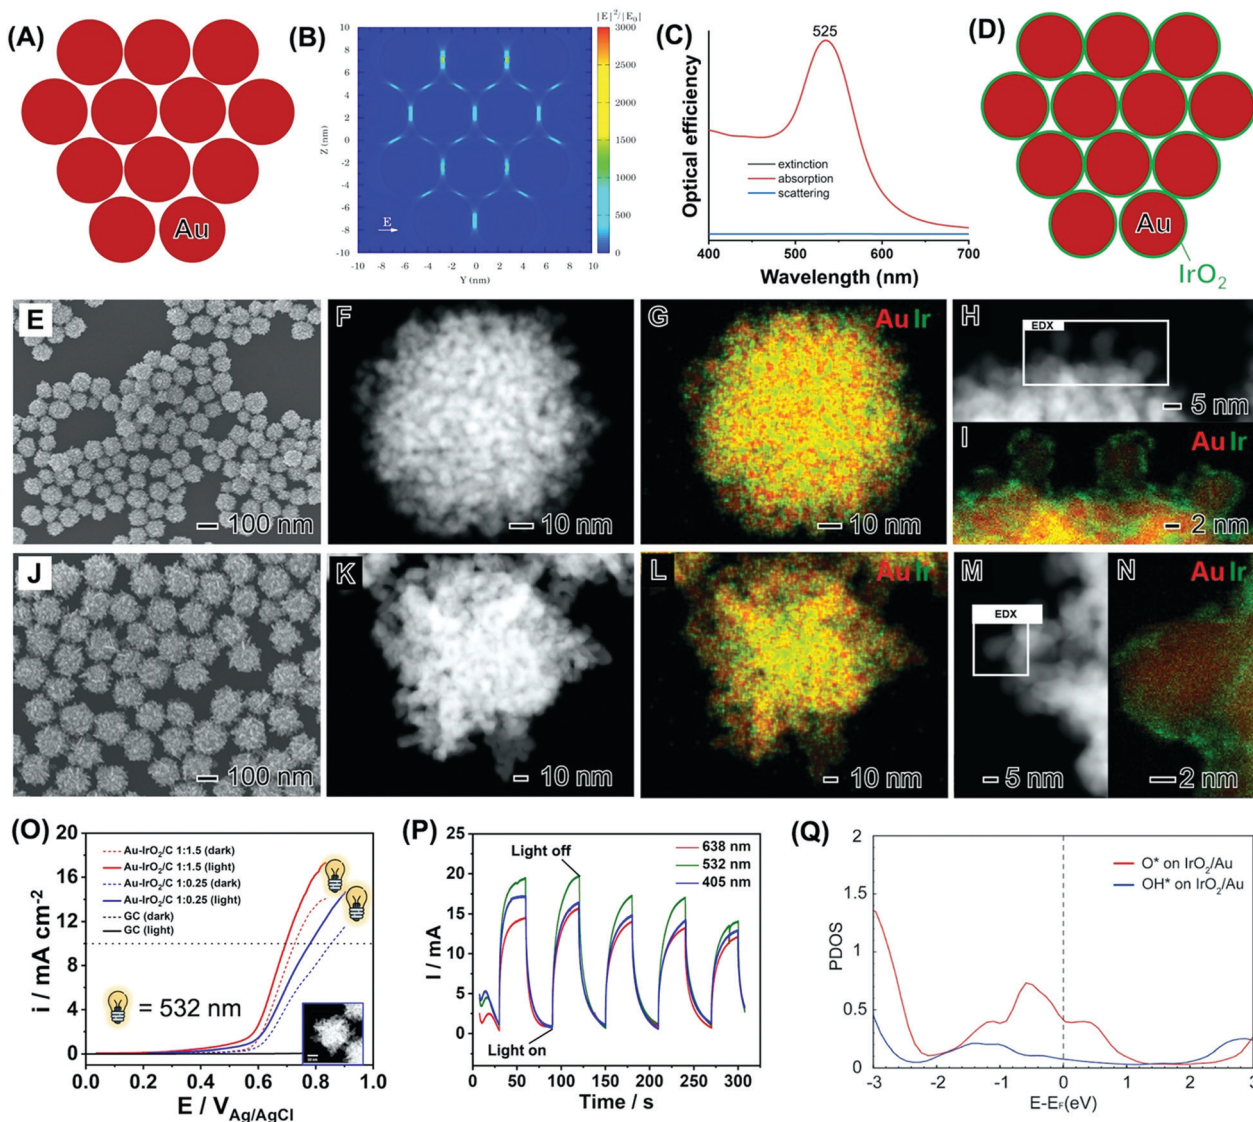 (A)
Au
(B)
|E|²/|E₀|
10
8
6
4
2
0
-2
-4
-6
-8
-10
Z (nm)
E
-10 -8 -6 -4 -2 0 2 4 6 8 10
Y (nm)
3000
2500
2000
1500
1000
500
0
(C)
525
Optical efficiency
extinction
absorption
scattering
400 500 600 700
Wavelength (nm)
(D)
Au
IrO₂
E
100 nm
F
10 nm
G
Au Ir
10 nm
H
EDX
5 nm
I
Au Ir
2 nm
J
100 nm
K
10 nm
L
Au Ir
10 nm
M
EDX
5 nm
N
Au Ir
2 nm
(O)
i / mA cm⁻²
20
16
12
8
4
0
Au-IrO₂/C 1:1.5 (dark)
Au-IrO₂/C 1:1.5 (light)
Au-IrO₂/C 1:0.25 (dark)
Au-IrO₂/C 1:0.25 (light)
GC (dark)
GC (light)
= 532 nm
0.0 0.2 0.4 0.6 0.8 1.0
E / V_Ag/AgCl
(P)
I / mA
25
20
15
10
5
0
Light off
638 nm
532 nm
405 nm
Light on
0 50 100 150 200 250 300
Time / s
(Q)
PDOS
2
1.5
1
0.5
0
O* on IrO₂/Au
OH* on IrO₂/Au
-3 -2 -1 0 1 2 3
E-E_F(eV)